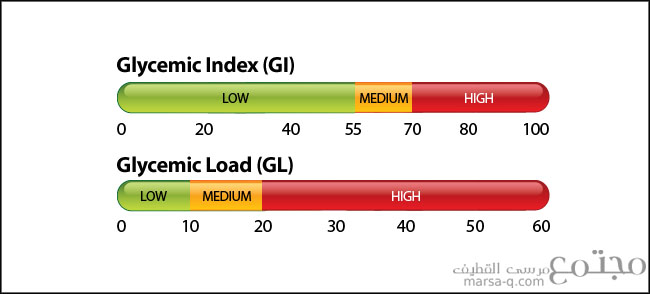 Glycemic Index (GI)
LOW MEDIUM HIGH
0 20 40 55 70 80 100
Glycemic Load (GL)
LOW MEDIUM HIGH
0 10 20 30 40 50 60
مجتمع مرسى القطيف
marsa-q.com